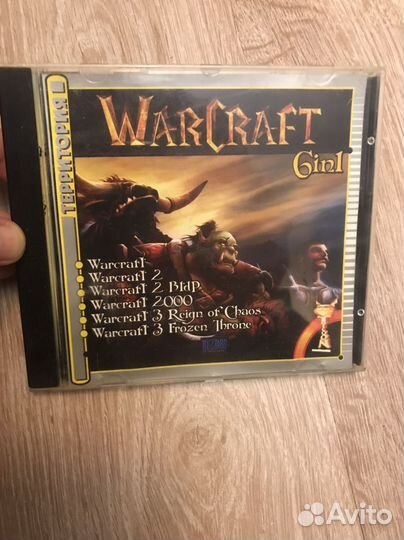 ТЕРРИТОРИЯ
WARCRAFT
6in1
Warcraft
Warcraft 2
Warcraft 2 BtdP
Warcraft 2000
Warcraft 3 Reign of Chaos
Warcraft 3 Frozen Throne
Avito